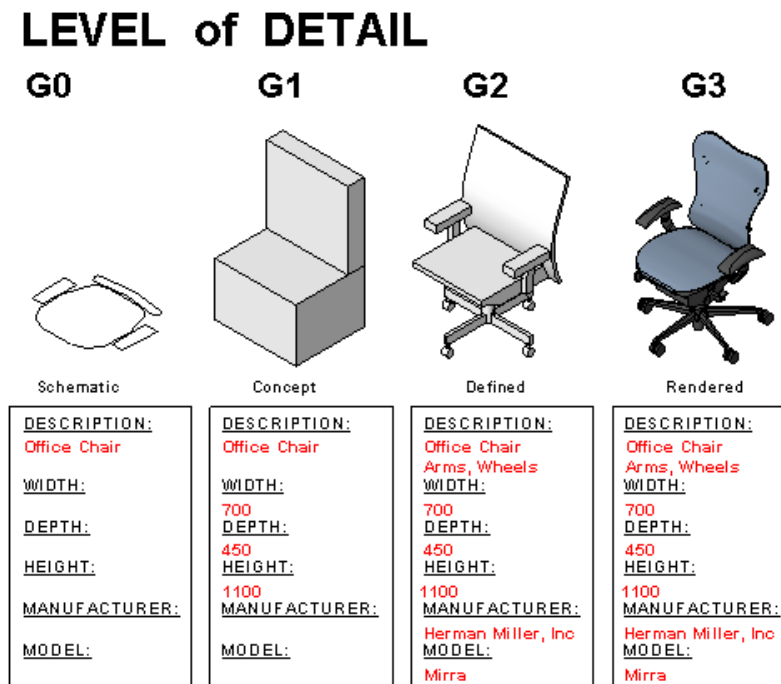 LEVEL of DETAIL
G0 G1 G2 G3
Schematic Concept Defined Rendered
DESCRIPTION:
Office Chair
WIDTH:
DEPTH:
HEIGHT:
MANUFACTURER:
MODEL:
DESCRIPTION:
Office Chair
WIDTH:
700
DEPTH:
450
HEIGHT:
1100
MANUFACTURER:
MODEL:
DESCRIPTION:
Office Chair
Arms, Wheels
WIDTH:
700
DEPTH:
450
HEIGHT:
1100
MANUFACTURER:
Herman Miller, Inc
MODEL:
Mirra
DESCRIPTION:
Office Chair
Arms, Wheels
WIDTH:
700
DEPTH:
450
HEIGHT:
1100
MANUFACTURER:
Herman Miller, Inc
MODEL:
Mirra